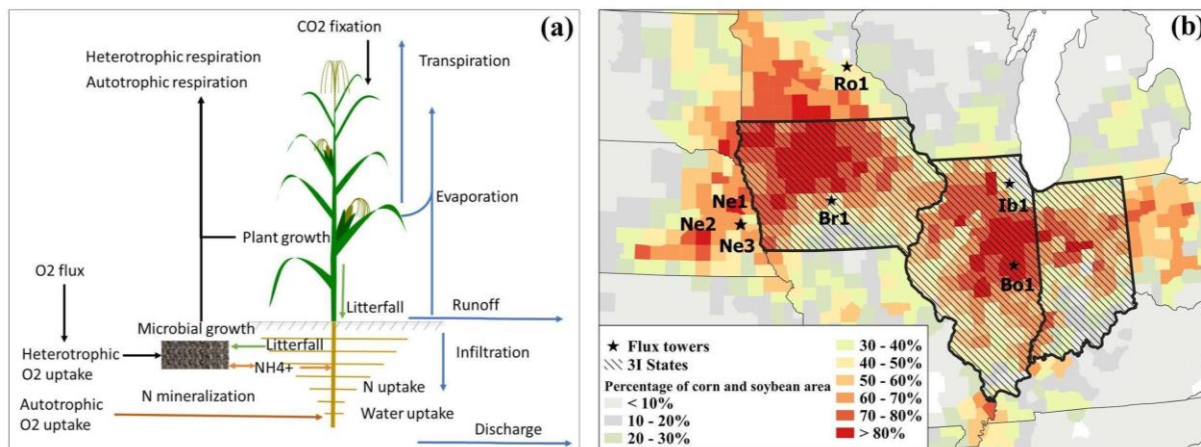 (a)
CO2 fixation
Heterotrophic respiration
Autotrophic respiration
Transpiration
Evaporation
Plant growth
O2 flux
Litterfall
Runoff
Microbial growth
Litterfall
Infiltration
Heterotrophic
O2 uptake
NH4+
N uptake
N mineralization
Autotrophic
O2 uptake
Water uptake
Discharge
(b)
Ro1
Ne1
Br1
Ib1
Ne2
Ne3
Bo1
Flux towers
3I States
Percentage of corn and soybean area
< 10%
10 - 20%
20 - 30%
30 - 40%
40 - 50%
50 - 60%
60 - 70%
70 - 80%
> 80%